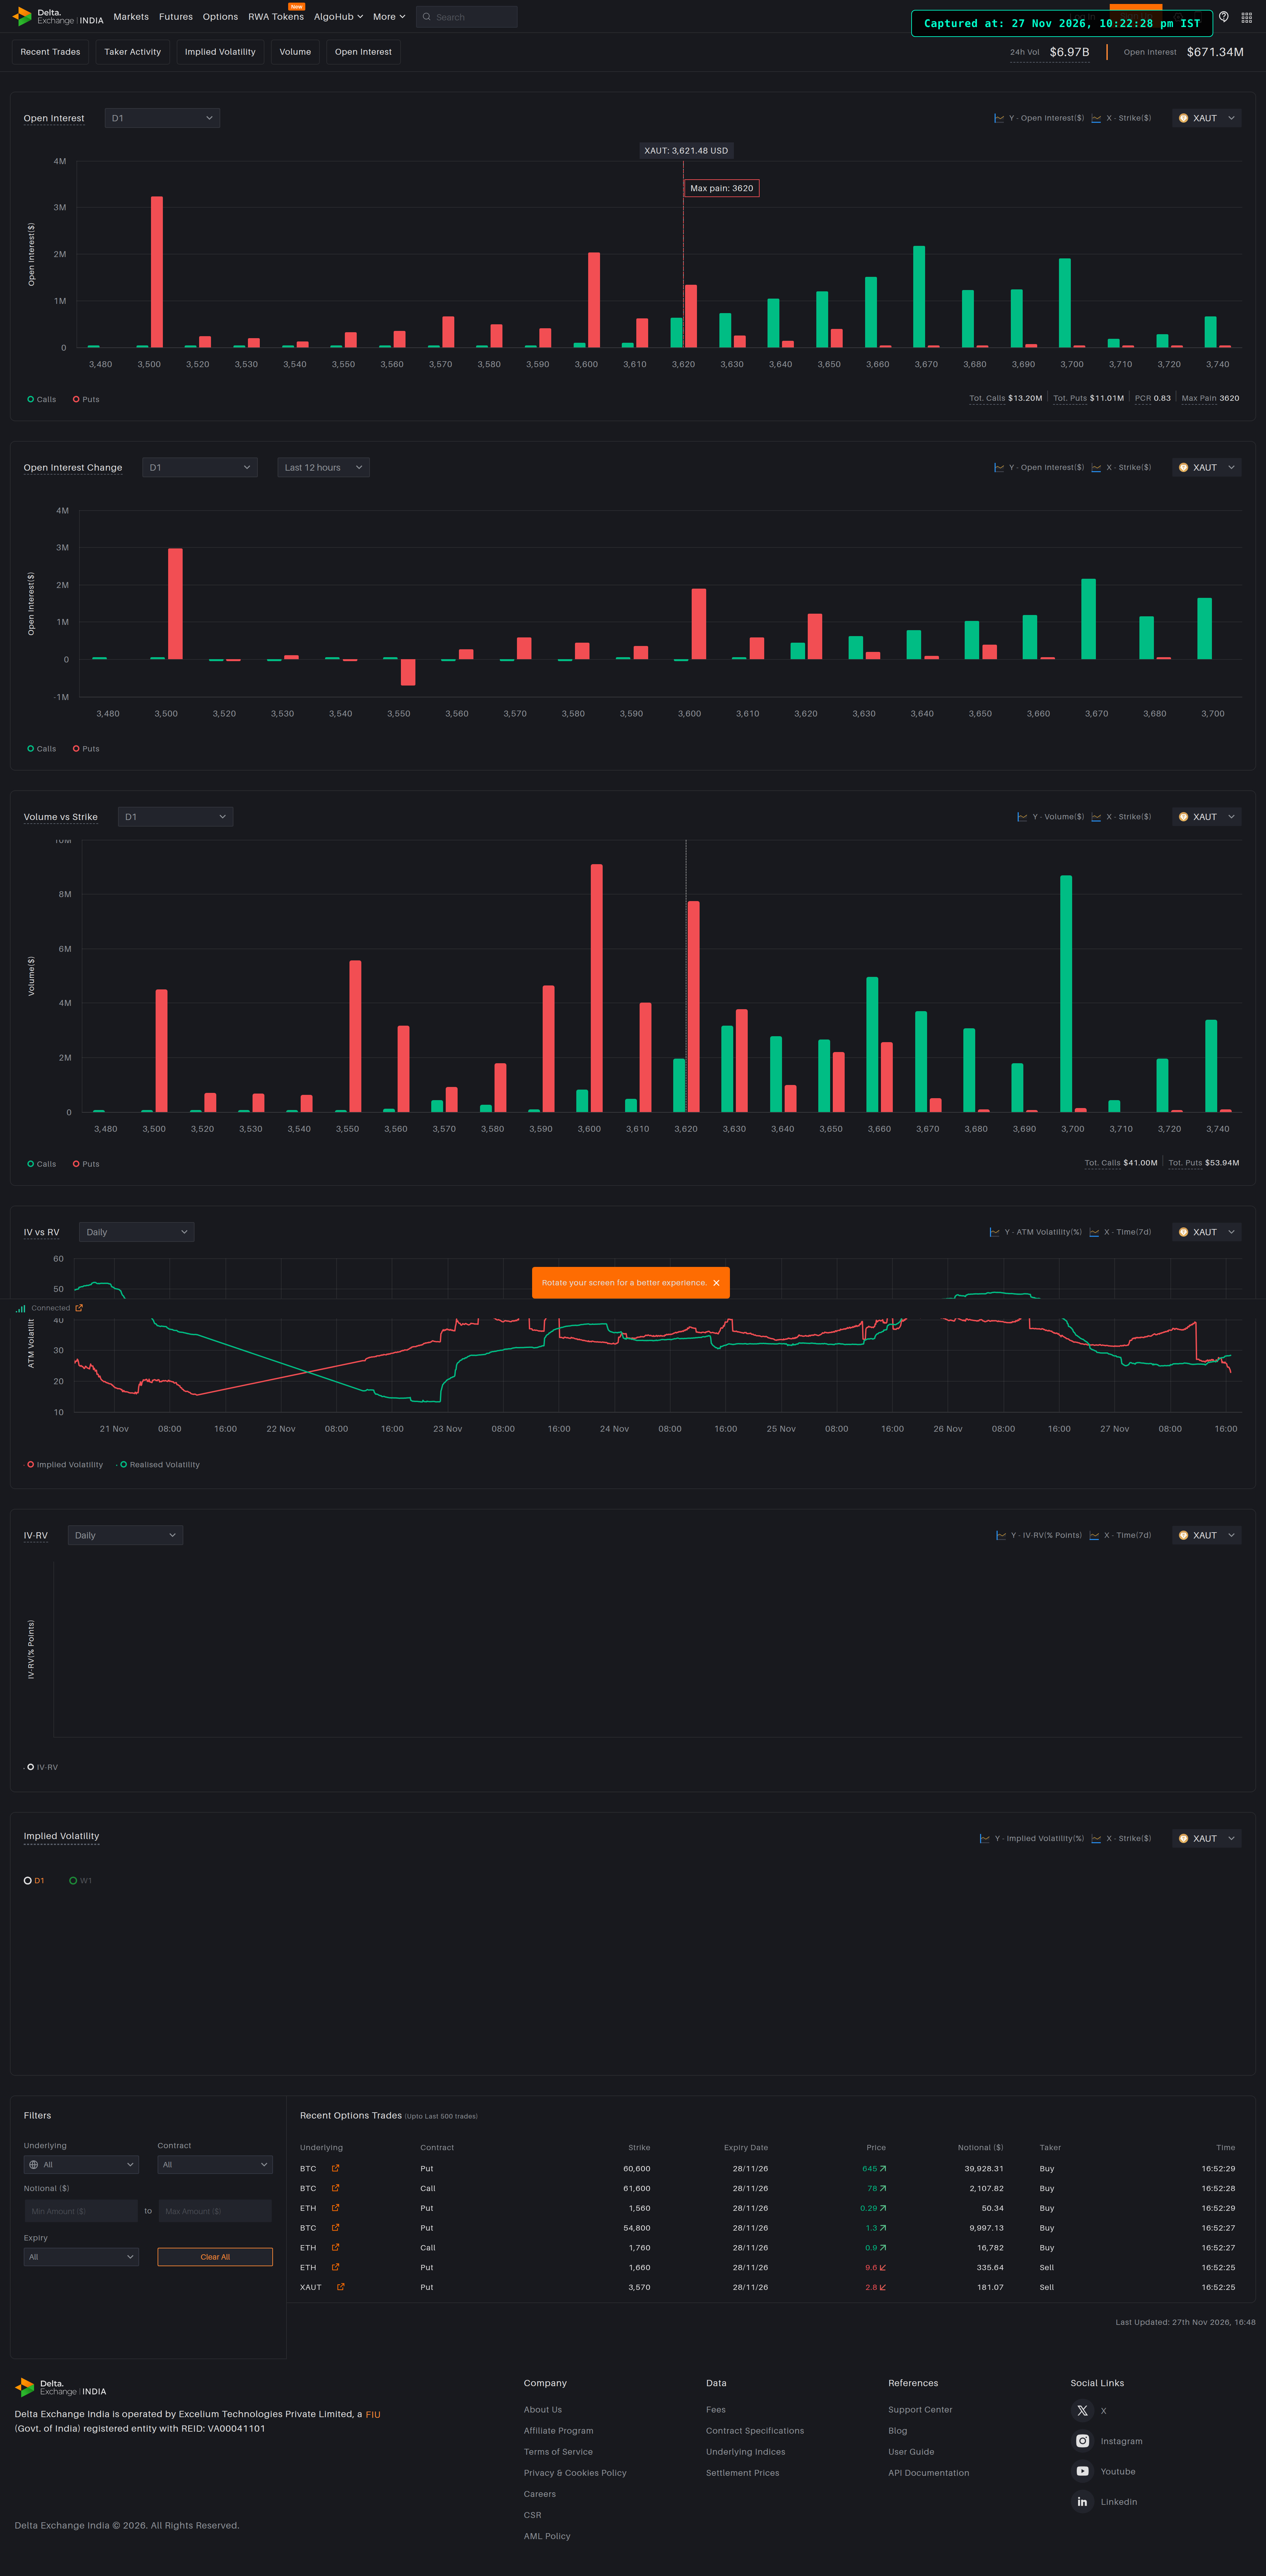 Delta. Exchange | INDIA
Markets Futures Options RWA Tokens New AlgoHub More Search
Captured at: 27 Nov 2026, 10:22:28 pm IST
Recent Trades Taker Activity Implied Volatility Volume Open Interest
24h Vol $6.97B Open Interest $671.34M
Open Interest D1 Y - Open Interest($) X - Strike($) XAUT
XAUT: 3,621.48 USD
Max pain: 3620
Open Interest($)
4M
3M
2M
1M
0
3,480 3,500 3,520 3,530 3,540 3,550 3,560 3,570 3,580 3,590 3,600 3,610 3,620 3,630 3,640 3,650 3,660 3,670 3,680 3,690 3,700 3,710 3,720 3,740
Calls Puts
Tot. Calls $13.20M Tot. Puts $11.01M PCR 0.83 Max Pain 3620
Open Interest Change D1 Last 12 hours Y - Open Interest($) X - Strike($) XAUT
Open Interest($)
4M
3M
2M
1M
0
-1M
3,480 3,500 3,520 3,530 3,540 3,550 3,560 3,570 3,580 3,590 3,600 3,610 3,620 3,630 3,640 3,650 3,660 3,670 3,680 3,700
Calls Puts
Volume vs Strike D1 Y - Volume($) X - Strike($) XAUT
Volume($)
10M
8M
6M
4M
2M
0
3,480 3,500 3,520 3,530 3,540 3,550 3,560 3,570 3,580 3,590 3,600 3,610 3,620 3,630 3,640 3,650 3,660 3,670 3,680 3,690 3,700 3,710 3,720 3,740
Calls Puts
Tot. Calls $41.00M Tot. Puts $53.94M
IV vs RV Daily Y - ATM Volatility(%) X - Time(7d) XAUT
60
50
Rotate your screen for a better experience.
Connected
ATM Volatilit
40
30
20
10
21 Nov 08:00 16:00 22 Nov 08:00 16:00 23 Nov 08:00 16:00 24 Nov 08:00 16:00 25 Nov 08:00 16:00 26 Nov 08:00 16:00 27 Nov 08:00 16:00
Implied Volatility Realised Volatility
IV-RV Daily Y - IV-RV(% Points) X - Time(7d) XAUT
IV-RV(% Points)
IV-RV
Implied Volatility Y - Implied Volatility(%) X - Strike($) XAUT
D1 W1
Filters
Underlying Contract
All All
Notional ($)
Min Amount ($) to Max Amount ($)
Expiry
All Clear All
Recent Options Trades (Upto Last 500 trades)
Underlying Contract Strike Expiry Date Price Notional ($) Taker Time
BTC Put 60,600 28/11/26 645 39,928.31 Buy 16:52:29
BTC Call 61,600 28/11/26 78 2,107.82 Buy 16:52:28
ETH Put 1,560 28/11/26 0.29 50.34 Buy 16:52:29
BTC Put 54,800 28/11/26 1.3 9,997.13 Buy 16:52:27
ETH Call 1,760 28/11/26 0.9 16,782 Buy 16:52:27
ETH Put 1,660 28/11/26 9.6 335.64 Sell 16:52:25
XAUT Put 3,570 28/11/26 2.8 181.07 Sell 16:52:25
Last Updated: 27th Nov 2026, 16:48
Delta. Exchange | INDIA
Delta Exchange India is operated by Excelium Technologies Private Limited, a FIU
(Govt. of India) registered entity with REID: VA00041101
Delta Exchange India © 2026. All Rights Reserved.
Company
About Us
Affiliate Program
Terms of Service
Privacy & Cookies Policy
Careers
CSR
AML Policy
Data
Fees
Contract Specifications
Underlying Indices
Settlement Prices
References
Support Center
Blog
User Guide
API Documentation
Social Links
X
Instagram
Youtube
Linkedin